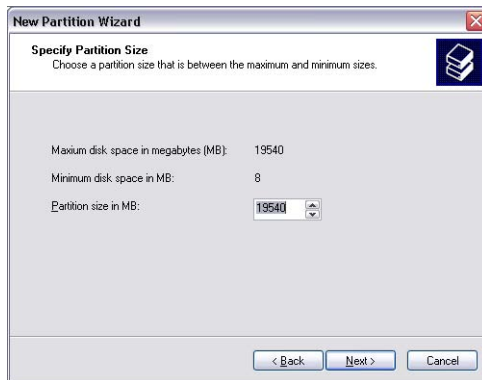 New Partition Wizard
Specify Partition Size
Choose a partition size that is between the maximum and minimum sizes.
Maxium disk space in megabytes (MB): 19540
Minimum disk space in MB: 8
Partition size in MB: 19540
< Back Next > Cancel